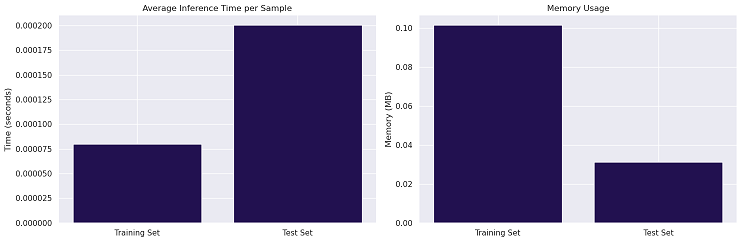 Average Inference Time per Sample
Time (seconds)
0.000200
0.000175
0.000150
0.000125
0.000100
0.000075
0.000050
0.000025
0.000000
Training Set
Test Set
Memory Usage
Memory (MB)
0.10
0.08
0.06
0.04
0.02
0.00
Training Set
Test Set